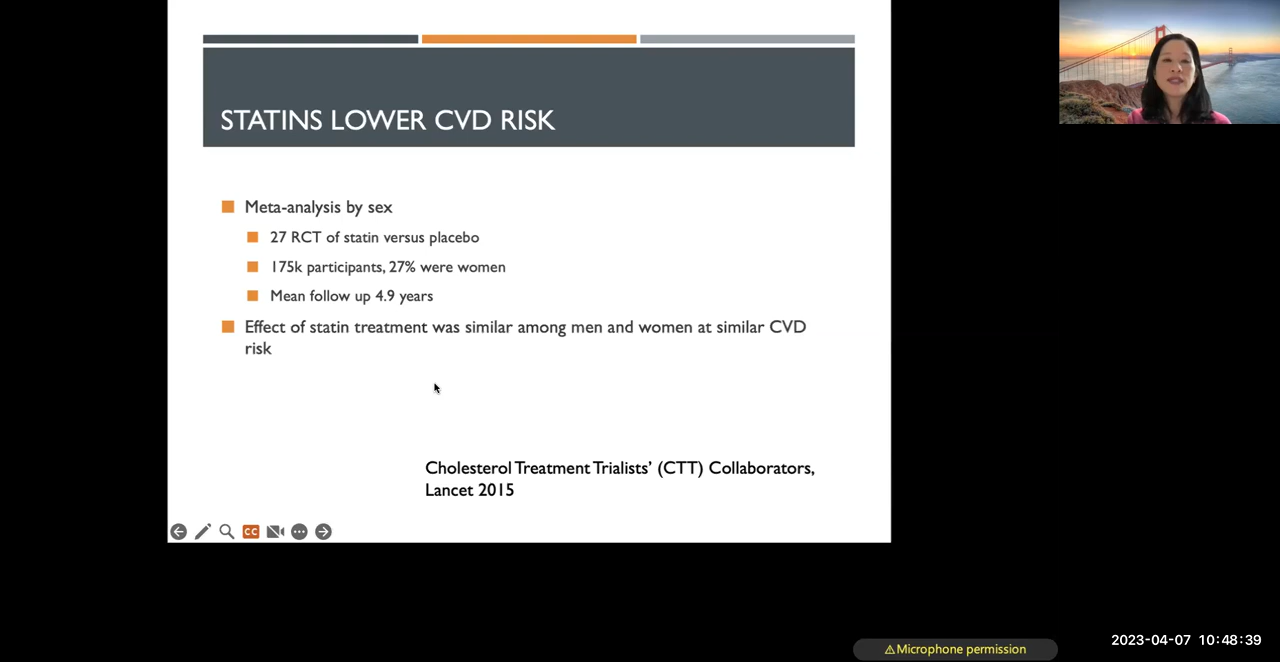 STATINS LOWER CVD RISK
Meta-analysis by sex
27 RCT of statin versus placebo
175k participants, 27% were women
Mean follow up 4.9 years
Effect of statin treatment was similar among men and women at similar CVD
risk
Cholesterol Treatment Trialists’ (CTT) Collaborators,
Lancet 2015
CC
⚠Microphone permission
2023-04-07 10:48:39